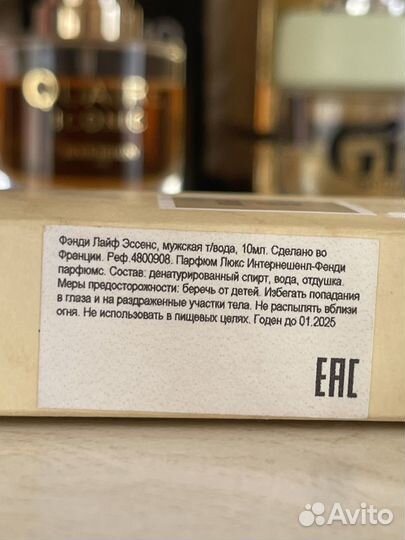 Фэнди Лайф Эссенс, мужская т/вода, 10мл. Сделано во
Франции. Реф.4800908. Парфюм Люкс Интернешенл-Фенди
парфюмс. Состав: денатурированный спирт, вода, отдушка.
Меры предосторожности: беречь от детей. Избегать попадания
в глаза и на раздраженные участки тела. Не распылять вблизи
огня. Не использовать в пищевых целях. Годен до 01.2025
EAC
Avito